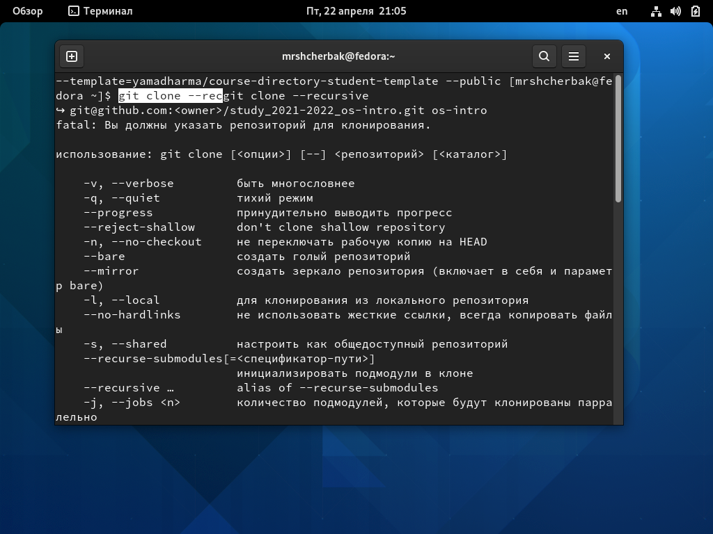 Обзор
Терминал
Пт, 22 апреля 21:05
en
mrshcherbak@fedora:~
--template=yamadharma/course-directory-student-template --public [mrshcherbak@fe
dora ~]$ git clone --recgit clone --recursive
↪ git@github.com:<owner>/study_2021-2022_os-intro.git os-intro
fatal: Вы должны указать репозиторий для клонирования.
использование: git clone [<опции>] [--] <репозиторий> [<каталог>]
-v, --verbose быть многословнее
-q, --quiet тихий режим
--progress принудительно выводить прогресс
--reject-shallow don't clone shallow repository
-n, --no-checkout не переключать рабочую копию на HEAD
--bare создать голый репозиторий
--mirror создать зеркало репозитория (включает в себя и парамет
р bare)
-l, --local для клонирования из локального репозитория
--no-hardlinks не использовать жесткие ссылки, всегда копировать файл
ы
-s, --shared настроить как общедоступный репозиторий
--recurse-submodules[=<спецификатор-пути>]
инициализировать подмодули в клоне
--recursive … alias of --recurse-submodules
-j, --jobs <n> количество подмодулей, которые будут клонированы парра
лельно